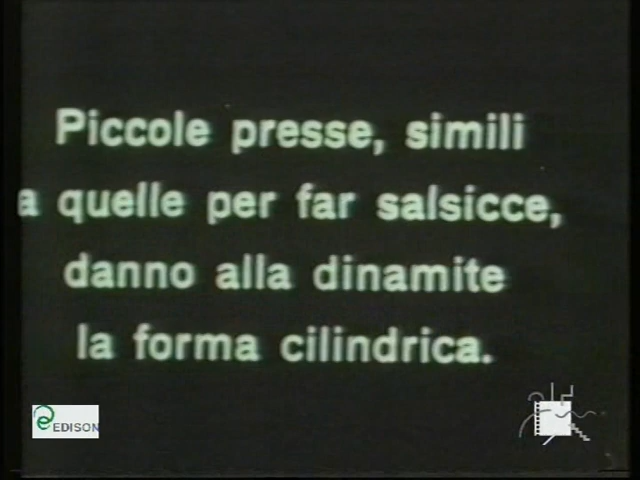 Piccole presse, simili
a quelle per far salsicce,
danno alla dinamite
la forma cilindrica.
EDISON